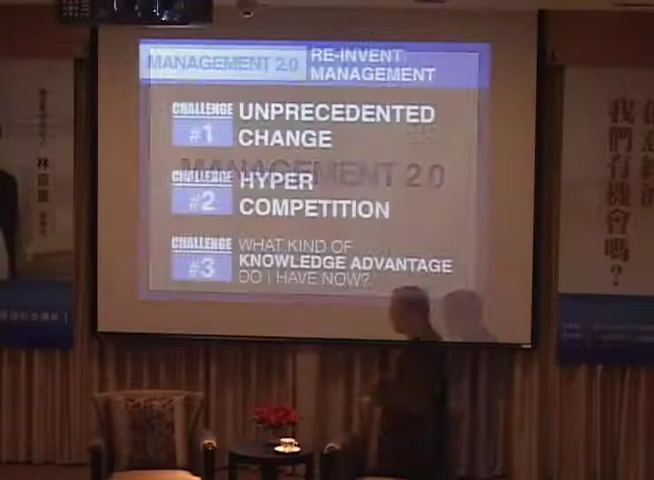 MANAGEMENT 2.0
RE-INVENT
MANAGEMENT
CHALLENGE
#1
UNPRECEDENTED
CHANGE
MANAGEMENT 2.0
CHALLENGE
#2
HYPER
COMPETITION
CHALLENGE
#3
WHAT KIND OF
KNOWLEDGE ADVANTAGE
DO I HAVE NOW?
我們有機會嗎?